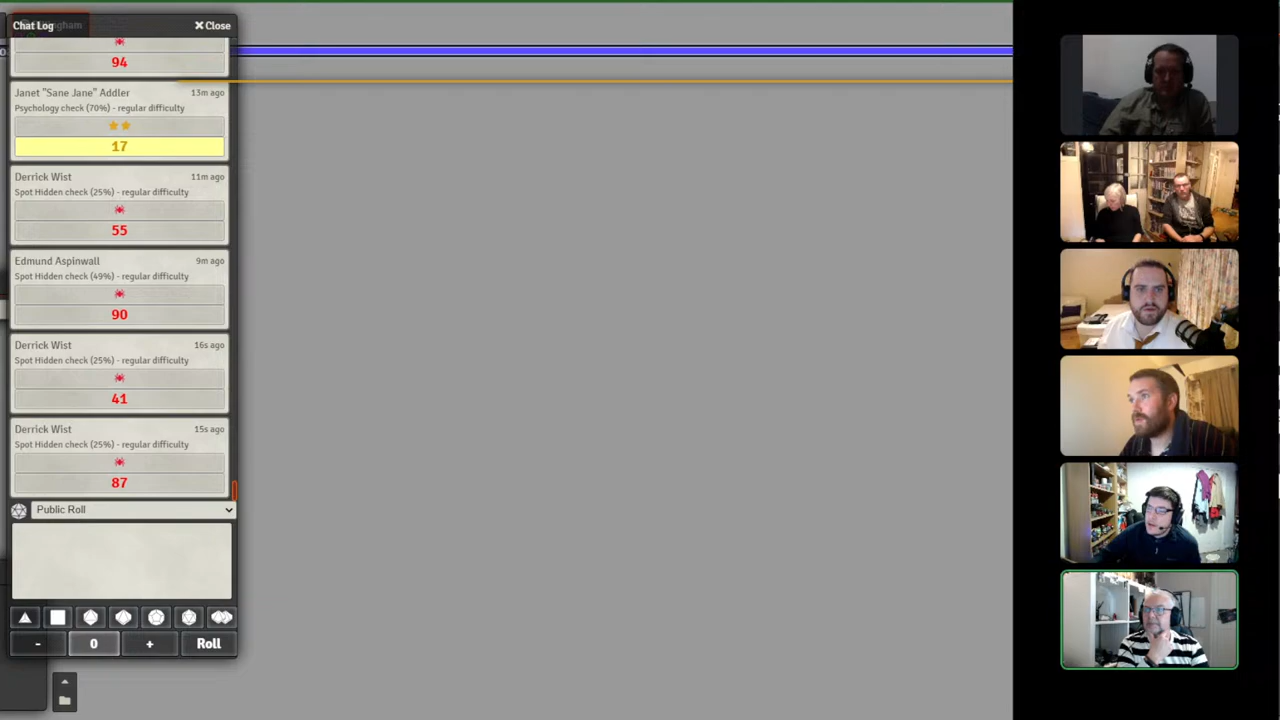 Chat Log
Close
94
Janet "Sane Jane" Addler 13m ago
Psychology check (70%) - regular difficulty
17
Derrick Wist 11m ago
Spot Hidden check (25%) - regular difficulty
55
Edmund Aspinwall 9m ago
Spot Hidden check (49%) - regular difficulty
90
Derrick Wist 16s ago
Spot Hidden check (25%) - regular difficulty
41
Derrick Wist 15s ago
Spot Hidden check (25%) - regular difficulty
87
Public Roll
- 0 + Roll